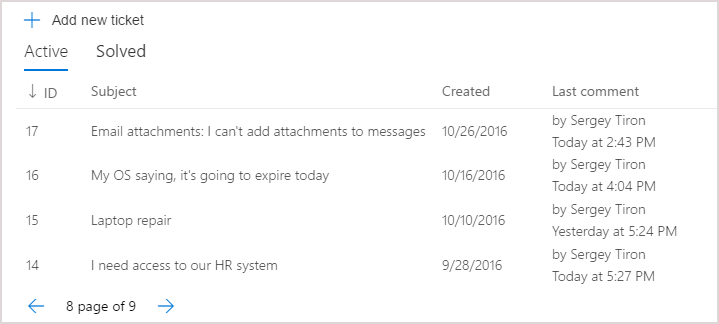 Add new ticket
Active Solved
ID Subject Created Last comment
17 Email attachments: I can't add attachments to messages 10/26/2016 by Sergey Tiron
Today at 2:43 PM
16 My OS saying, it's going to expire today 10/16/2016 by Sergey Tiron
Today at 4:04 PM
15 Laptop repair 10/10/2016 by Sergey Tiron
Yesterday at 5:24 PM
14 I need access to our HR system 9/28/2016 by Sergey Tiron
Today at 5:27 PM
8 page of 9